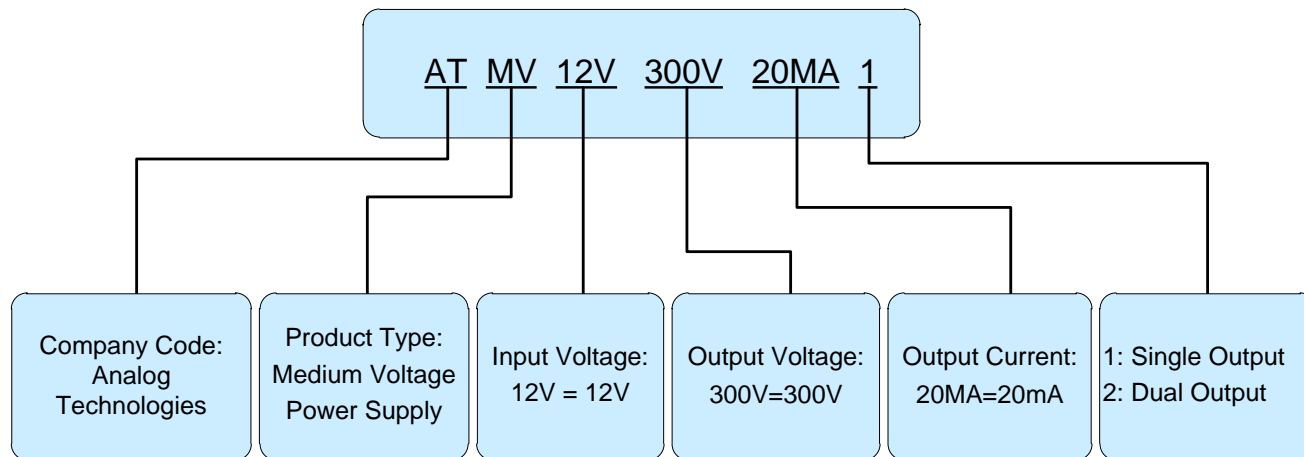 AT MV 12V 300V 20MA 1
Company Code:
Analog
Technologies
Product Type:
Medium Voltage
Power Supply
Input Voltage:
12V = 12V
Output Voltage:
300V=300V
Output Current:
20MA=20mA
1: Single Output
2: Dual Output